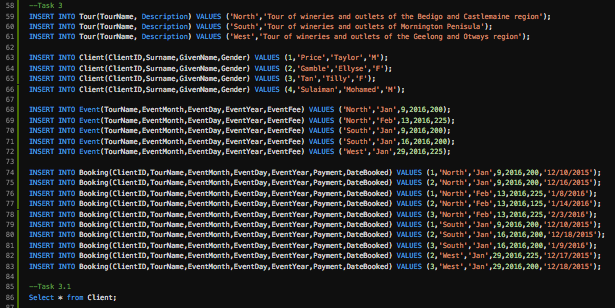 58 --Task 3
59 INSERT INTO Tour(TourName, Description) VALUES ('North','Tour of wineries and outlets of the Bedigo and Castlemaine region');
60 INSERT INTO Tour(TourName, Description) VALUES ('South','Tour of wineries and outlets of Mornington Penisula');
61 INSERT INTO Tour(TourName, Description) VALUES ('West','Tour of wineries and outlets of the Geelong and Otways region');
62
63 INSERT INTO Client(ClientID,Surname,GivenName,Gender) VALUES (1,'Price','Taylor','M');
64 INSERT INTO Client(ClientID,Surname,GivenName,Gender) VALUES (2,'Gamble','Ellyse','F');
65 INSERT INTO Client(ClientID,Surname,GivenName,Gender) VALUES (3,'Tan','Tilly','F');
66 INSERT INTO Client(ClientID,Surname,GivenName,Gender) VALUES (4,'Sulaiman','Mohamed','M');
67
68 INSERT INTO Event(TourName,EventMonth,EventDay,EventYear,EventFee) VALUES ('North','Jan',9,2016,200);
69 INSERT INTO Event(TourName,EventMonth,EventDay,EventYear,EventFee) VALUES ('North','Feb',13,2016,225);
70 INSERT INTO Event(TourName,EventMonth,EventDay,EventYear,EventFee) VALUES ('South','Jan',9,2016,200);
71 INSERT INTO Event(TourName,EventMonth,EventDay,EventYear,EventFee) VALUES ('South','Jan',16,2016,200);
72 INSERT INTO Event(TourName,EventMonth,EventDay,EventYear,EventFee) VALUES ('West','Jan',29,2016,225);
73
74 INSERT INTO Booking(ClientID,TourName,EventMonth,EventDay,EventYear,Payment,DateBooked) VALUES (1,'North','Jan',9,2016,200,'12/10/2015');
75 INSERT INTO Booking(ClientID,TourName,EventMonth,EventDay,EventYear,Payment,DateBooked) VALUES (2,'North','Jan',9,2016,200,'12/16/2015');
76 INSERT INTO Booking(ClientID,TourName,EventMonth,EventDay,EventYear,Payment,DateBooked) VALUES (1,'North','Feb',13,2016,225,'1/8/2016');
77 INSERT INTO Booking(ClientID,TourName,EventMonth,EventDay,EventYear,Payment,DateBooked) VALUES (2,'North','Feb',13,2016,125,'1/14/2016');
78 INSERT INTO Booking(ClientID,TourName,EventMonth,EventDay,EventYear,Payment,DateBooked) VALUES (3,'North','Feb',13,2016,225,'2/3/2016');
79 INSERT INTO Booking(ClientID,TourName,EventMonth,EventDay,EventYear,Payment,DateBooked) VALUES (1,'South','Jan',9,2016,200,'12/10/2015');
80 INSERT INTO Booking(ClientID,TourName,EventMonth,EventDay,EventYear,Payment,DateBooked) VALUES (2,'South','Jan',16,2016,200,'12/18/2015');
81 INSERT INTO Booking(ClientID,TourName,EventMonth,EventDay,EventYear,Payment,DateBooked) VALUES (3,'South','Jan',16,2016,200,'1/9/2016');
82 INSERT INTO Booking(ClientID,TourName,EventMonth,EventDay,EventYear,Payment,DateBooked) VALUES (2,'West','Jan',29,2016,225,'12/17/2015');
83 INSERT INTO Booking(ClientID,TourName,EventMonth,EventDay,EventYear,Payment,DateBooked) VALUES (3,'West','Jan',29,2016,200,'12/18/2015');
84
85 --Task 3.1
86 Select * from Client;